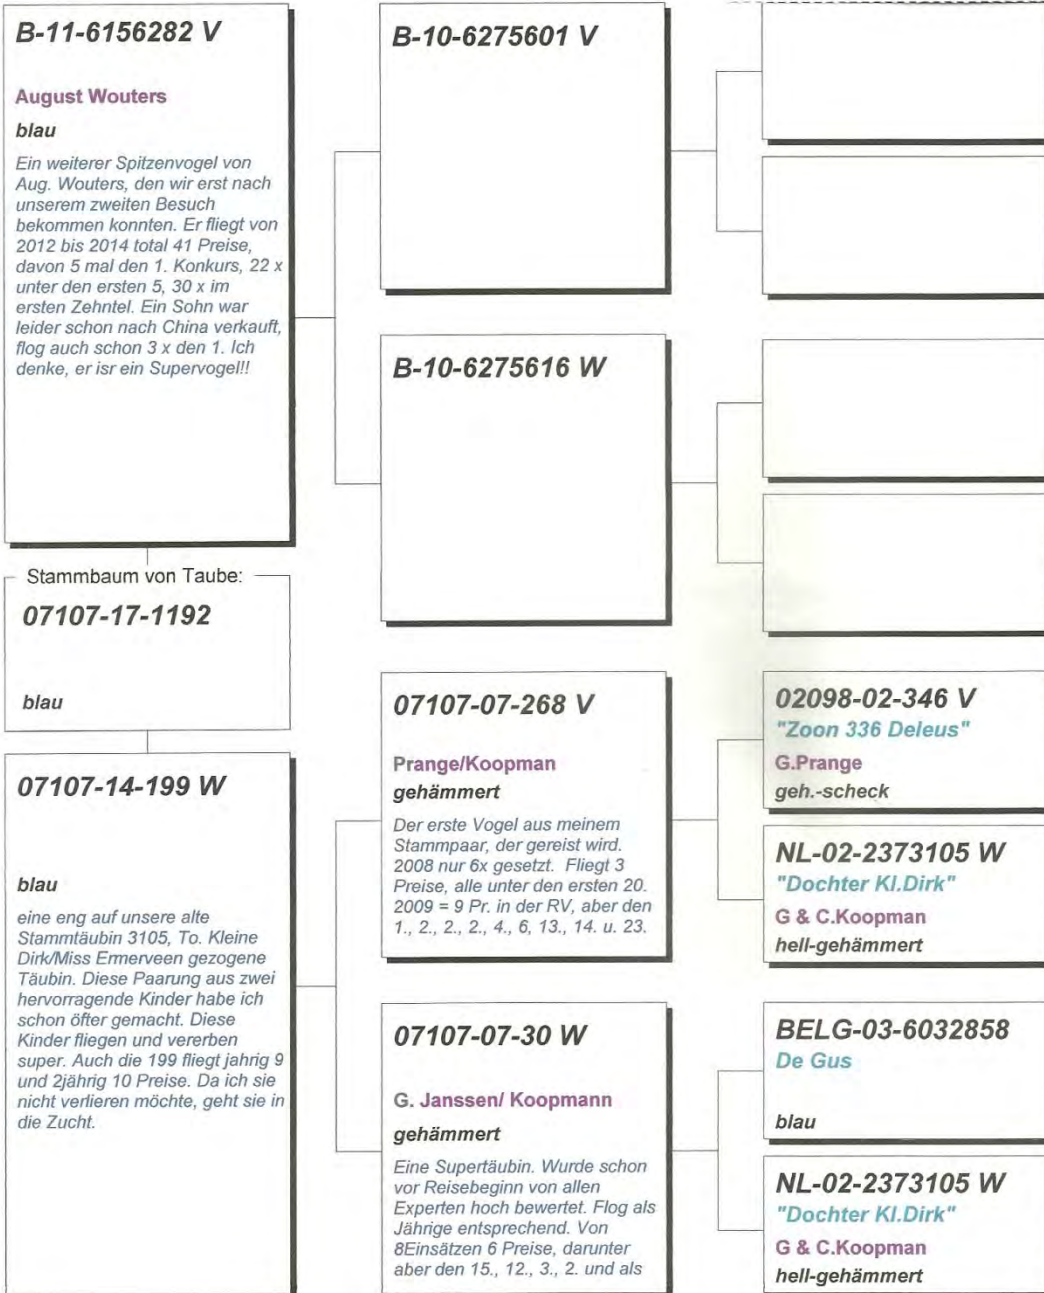 B-11-6156282 V
August Wouters
blau
Ein weiterer Spitzenvogel von
Aug. Wouters, den wir erst nach
unserem zweiten Besuch
bekommen konnten. Er fliegt von
2012 bis 2014 total 41 Preise,
davon 5 mal den 1. Konkurs, 22 x
unter den ersten 5, 30 x im
ersten Zehntel. Ein Sohn war
leider schon nach China verkauft,
flog auch schon 3 x den 1. Ich
denke, er isr ein Supervogel!!
Stammbaum von Taube:
07107-17-1192
blau
07107-14-199 W
blau
eine eng auf unsere alte
Stammtäubin 3105, To. Kleine
Dirk/Miss Ermerveen gezogene
Täubin. Diese Paarung aus zwei
hervorragende Kinder habe ich
schon öfter gemacht. Diese
Kinder fliegen und vererben
super. Auch die 199 fliegt jahrig 9
und 2jährig 10 Preise. Da ich sie
nicht verlieren möchte, geht sie in
die Zucht.
B-10-6275601 V
B-10-6275616 W
07107-07-268 V
Prange/Koopman
gehämmert
Der erste Vogel aus meinem
Stammpaar, der gereist wird.
2008 nur 6x gesetzt. Fliegt 3
Preise, alle unter den ersten 20.
2009 = 9 Pr. in der RV, aber den
1., 2., 2., 2., 4., 6, 13., 14. u. 23.
07107-07-30 W
G. Janssen/ Koopmann
gehämmert
Eine Supertäubin. Wurde schon
vor Reisebeginn von allen
Experten hoch bewertet. Flog als
Jährige entsprechend. Von
8Einsätzen 6 Preise, darunter
aber den 15., 12., 3., 2. und als
02098-02-346 V
"Zoon 336 Deleus"
G.Prange
geh.-scheck
NL-02-2373105 W
"Dochter Kl.Dirk"
G & C.Koopman
hell-gehämmert
BELG-03-6032858
De Gus
blau
NL-02-2373105 W
"Dochter Kl.Dirk"
G & C.Koopman
hell-gehämmert